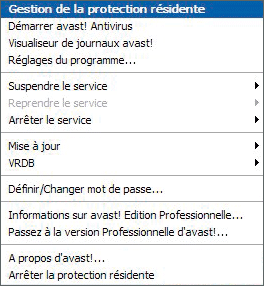 Gestion de la protection résidente
Démarrer avast! Antivirus
Visualiseur de journaux avast!
Réglages du programme...
Suspendre le service
Reprendre le service
Arrêter le service
Mise à jour
VRDB
Définir/Changer mot de passe...
Informations sur avast! Edition Professionnelle...
Passez à la version Professionnelle d'avast!...
A propos d'avast!...
Arrêter la protection résidente